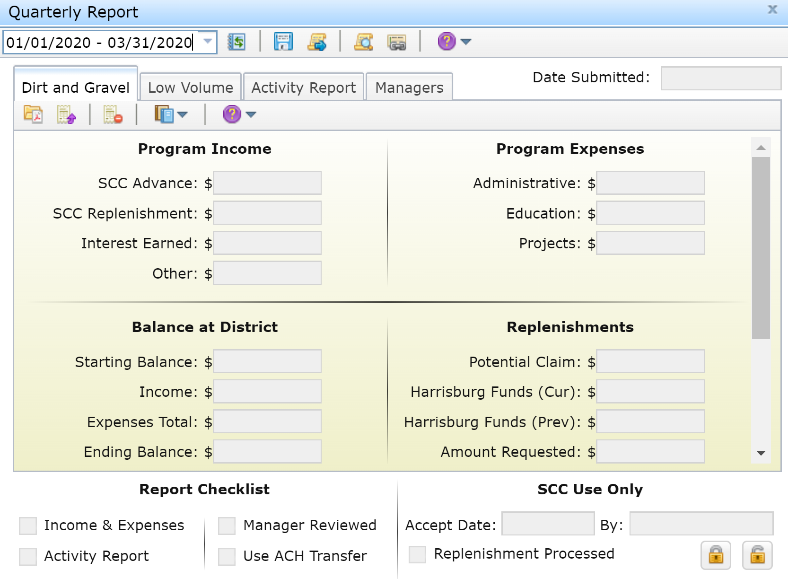 Quarterly Report
01/01/2020 - 03/31/2020
Dirt and Gravel Low Volume Activity Report Managers Date Submitted:
Program Income
SCC Advance: $
SCC Replenishment: $
Interest Earned: $
Other: $
Program Expenses
Administrative: $
Education: $
Projects: $
Balance at District
Starting Balance: $
Income: $
Expenses Total: $
Ending Balance: $
Replenishments
Potential Claim: $
Harrisburg Funds (Cur): $
Harrisburg Funds (Prev): $
Amount Requested: $
Report Checklist
Income & Expenses Manager Reviewed
Activity Report Use ACH Transfer
SCC Use Only
Accept Date: By:
Replenishment Processed